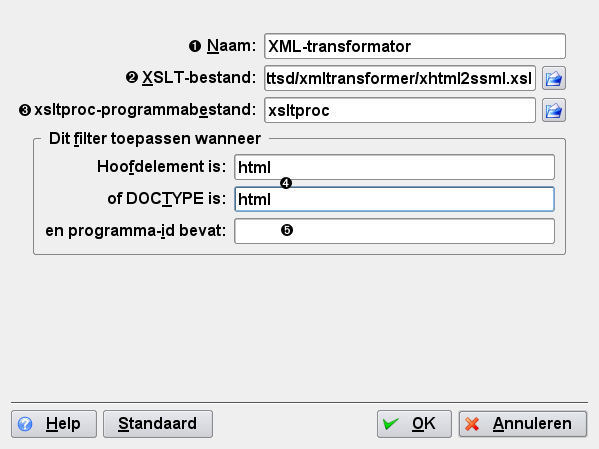 ❶ Naam: XML-transformator
❷ XSLT-bestand: ttsd/xmltransformer/xhtml2ssml.xsl
❸ xsltproc-programmabestand: xsltproc
Dit filter toepassen wanneer
Hoofdelement is: html
❹
of DOCTYPE is: html
en programma-id bevat: ❺
Help Standaard OK Annuleren